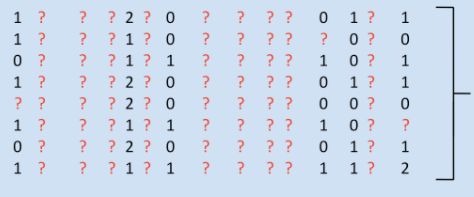 1 ? ? ? 2 ? 0 ? ? ? ? 0 1 ? 1
1 ? ? ? 1 ? 0 ? ? ? ? ? 0 ? 0
0 ? ? ? 1 ? 1 ? ? ? ? 1 0 ? 1
1 ? ? ? 2 ? 0 ? ? ? ? 0 1 ? 1
? ? ? ? 2 ? 0 ? ? ? ? 0 0 ? 0
1 ? ? ? 1 ? 1 ? ? ? ? 1 0 ? ?
0 ? ? ? 2 ? 0 ? ? ? ? 0 1 ? 1
1 ? ? ? 1 ? 1 ? ? ? ? 1 1 ? 2